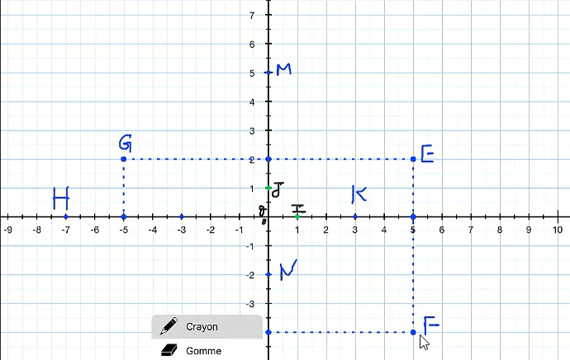 7
6
5 M
4
3
G
2 E
H 1 J K
O I
-9 -8 -7 -6 -5 -4 -3 -2 -1 0 1 2 3 4 5 6 7 8 9 10
-1
-2 N
-3
F
Crayon
Gomme